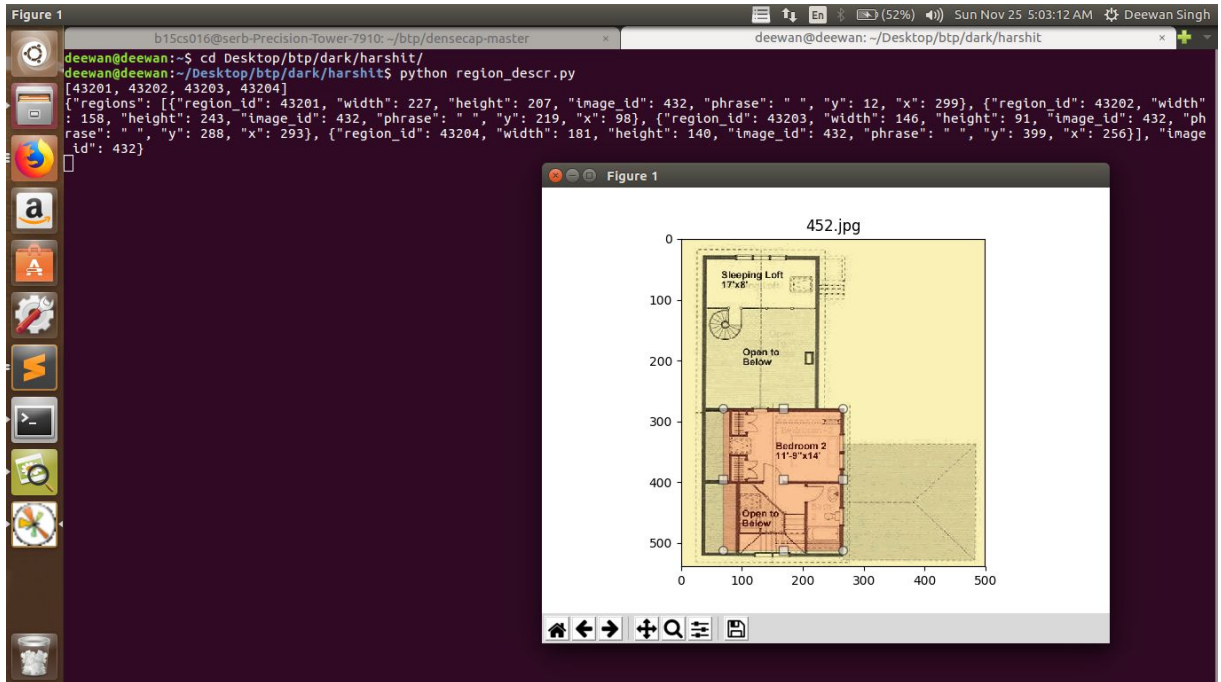 Figure 1
En
(52%)
Sun Nov 25 5:03:12 AM
Deewan Singh
b15cs016@serb-Precision-Tower-7910: ~/btp/densecap-master
×
deewan@deewan: ~/Desktop/btp/dark/harshit
×
deewan@deewan:~$ cd Desktop/btp/dark/harshit/
deewan@deewan:~/Desktop/btp/dark/harshit$ python region_descr.py
[43201, 43202, 43203, 43204]
{"regions": [{"region_id": 43201, "width": 227, "height": 207, "image_id": 432, "phrase": " ", "y": 12, "x": 299}, {"region_id": 43202, "width"
: 158, "height": 243, "image_id": 432, "phrase": " ", "y": 219, "x": 98}, {"region_id": 43203, "width": 146, "height": 91, "image_id": 432, "ph
rase": " ", "y": 288, "x": 293}, {"region_id": 43204, "width": 181, "height": 140, "image_id": 432, "phrase": " ", "y": 399, "x": 256}], "image
_id": 432}
Figure 1
452.jpg
0
100
200
300
400
500
Sleeping Loft
17'x8'
Open to
Below
Bedroom 2
11'-9"x14'
Open to
Below
0 100 200 300 400 500